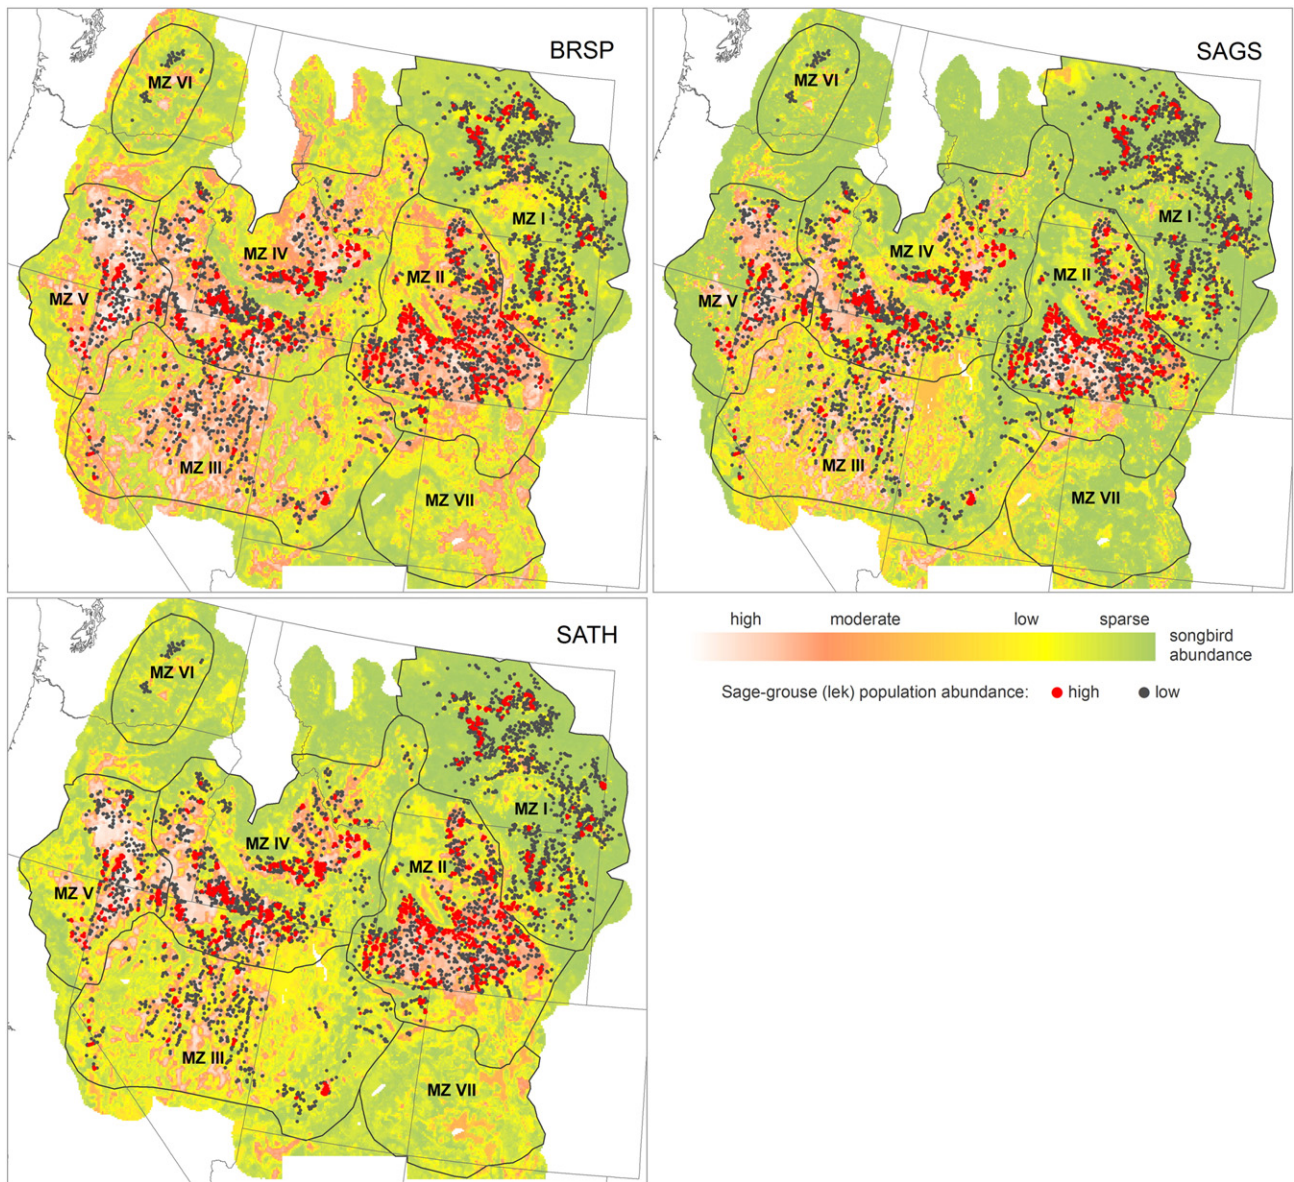 BRSP
MZ VI
MZ I
MZ IV
MZ II
MZ V
MZ III
MZ VII
SAGS
MZ VI
MZ I
MZ IV
MZ II
MZ V
MZ III
MZ VII
SATH
MZ VI
MZ I
MZ IV
MZ II
MZ V
MZ III
MZ VII
high moderate low sparse
songbird
abundance
Sage-grouse (lek) population abundance: high low